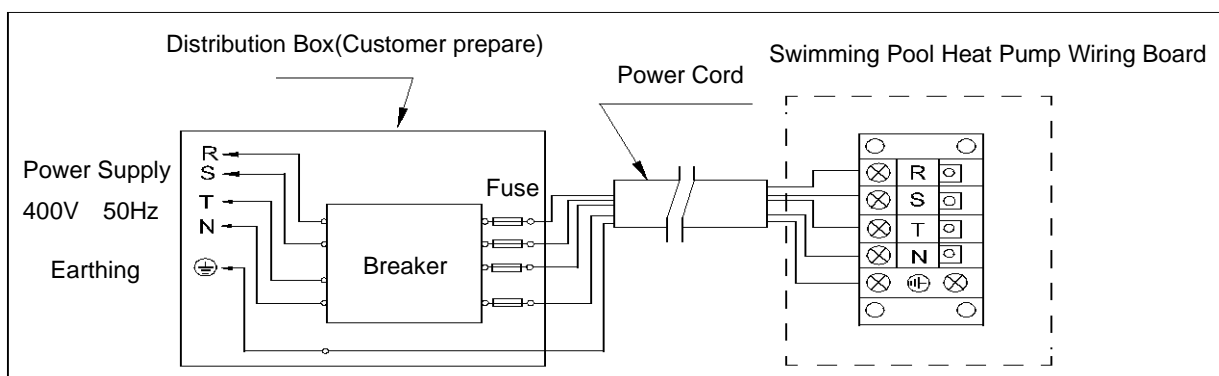 Distribution Box(Customer prepare)
Power Cord
Swimming Pool Heat Pump Wiring Board
Power Supply
400V 50Hz
Earthing
R
S
T
N
Fuse
Breaker
R
S
T
N